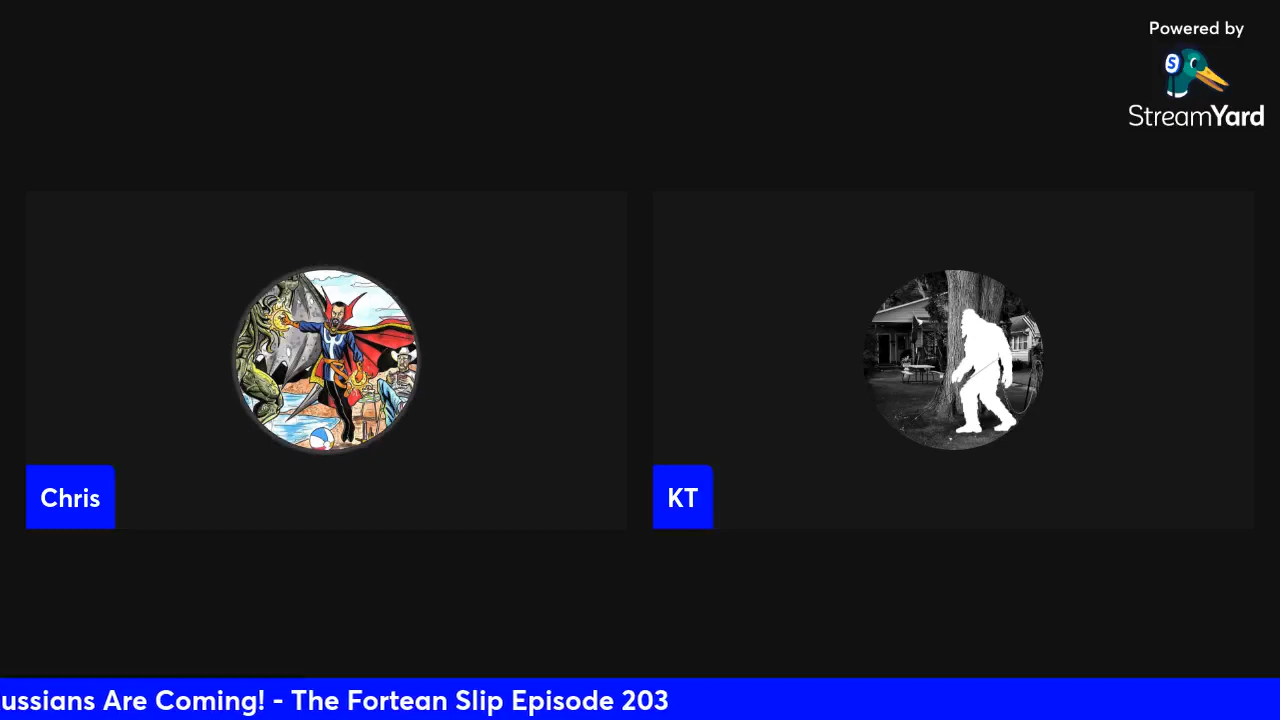 Powered by
StreamYard
Chris
KT
ussians Are Coming! - The Fortean Slip Episode 203